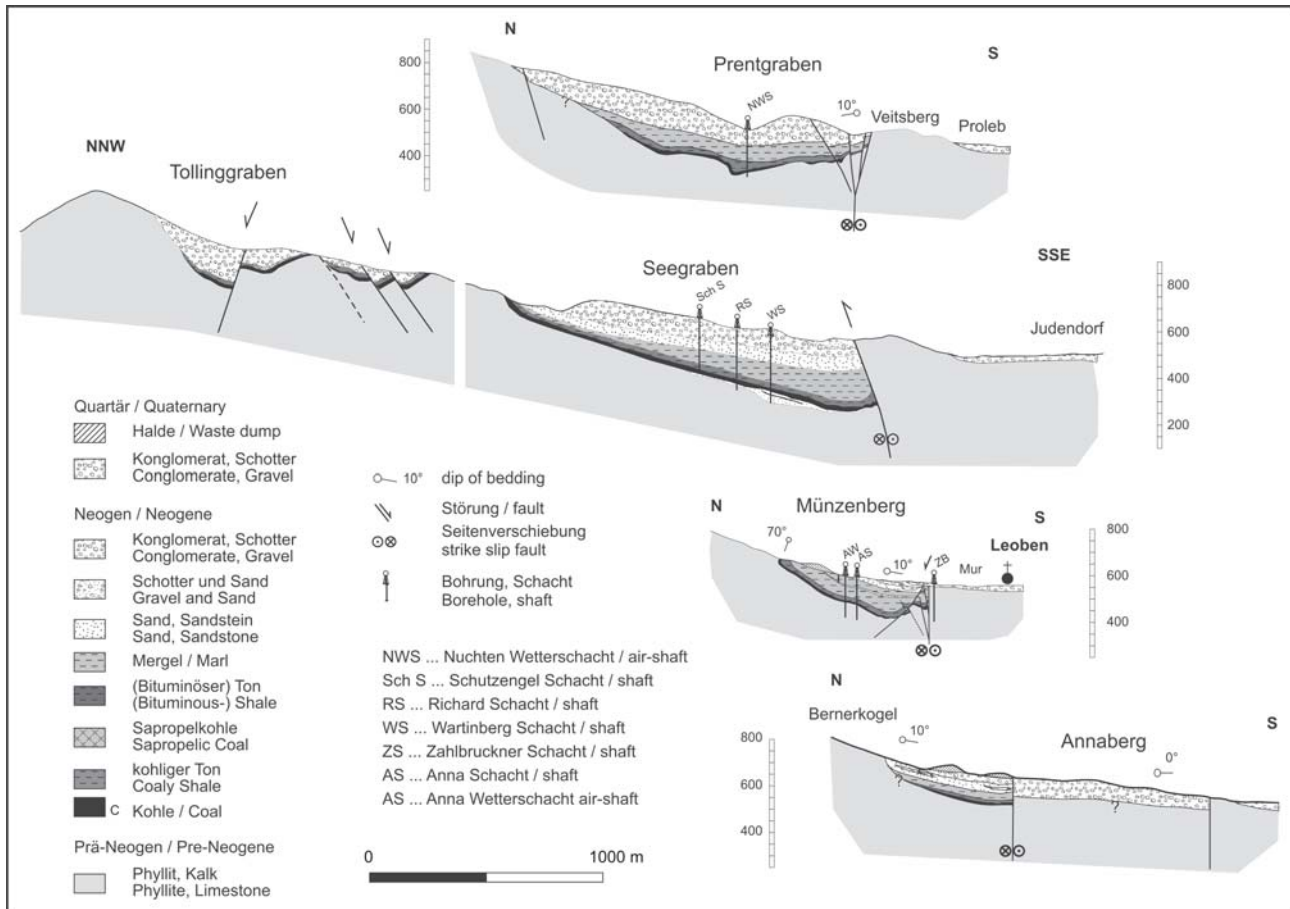 N
S
Prentgraben
800
600
400
NWS
10°
Veitsberg
Proleb
?
NNW
Tollinggraben
SSE
Seegraben
Sch S
RS
WS
Judendorf
800
600
400
200
Quartär / Quaternary
Halde / Waste dump
Konglomerat, Schotter
Conglomerate, Gravel
Neogen / Neogene
Konglomerat, Schotter
Conglomerate, Gravel
Schotter und Sand
Gravel and Sand
Sand, Sandstein
Sand, Sandstone
Mergel / Marl
(Bituminöser) Ton
(Bituminous-) Shale
Sapropelkohle
Sapropelic Coal
kohliger Ton
Coaly Shale
C Kohle / Coal
Prä-Neogen / Pre-Neogene
Phyllit, Kalk
Phyllite, Limestone
10° dip of bedding
Störung / fault
Seitenverschiebung
strike slip fault
Bohrung, Schacht
Borehole, shaft
NWS ... Nuchten Wetterschacht / air-shaft
Sch S ... Schutzengel Schacht / shaft
RS ... Richard Schacht / shaft
WS ... Wartinberg Schacht / shaft
ZS ... Zahlbruckner Schacht / shaft
AS ... Anna Schacht / shaft
AS ... Anna Wetterschacht air-shaft
0
1000 m
N
Münzenberg
S
70°
AW
AS
10°
ZB
Mur
Leoben
800
600
400
N
Bernerkogel
S
10°
Annaberg
0°
800
600
400
?
?